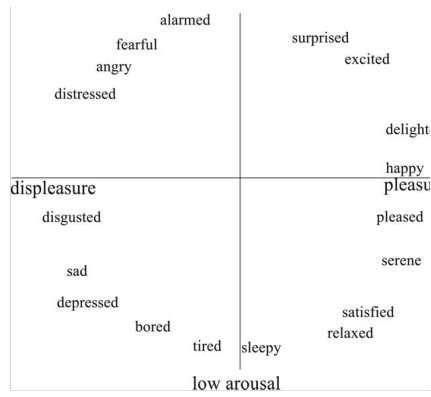 alarmed
surprised
fearful
excited
angry
distressed
delighte
happy
displeasure
pleasu
disgusted
pleased
serene
sad
depressed
satisfied
bored
relaxed
tired
sleepy
low arousal